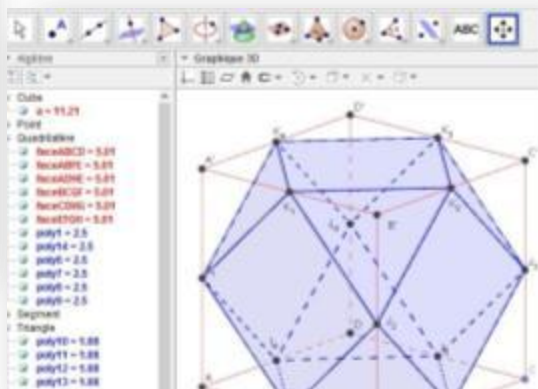 ABC
Algèbre
Graphique 3D
Cube
a = 11.21
Point
Quadrilatère
faceABCD = 5.01
faceABFE = 5.01
faceADHE = 5.01
faceBCGF = 5.01
faceCDHG = 5.01
faceEFGH = 5.01
poly1 = 2.5
poly14 = 2.5
poly6 = 2.5
poly7 = 2.5
poly8 = 2.5
poly9 = 2.5
Segment
Triangle
poly10 = 1.88
poly11 = 1.88
poly12 = 1.88
poly13 = 1.88
D'
A'
C'
B'
D